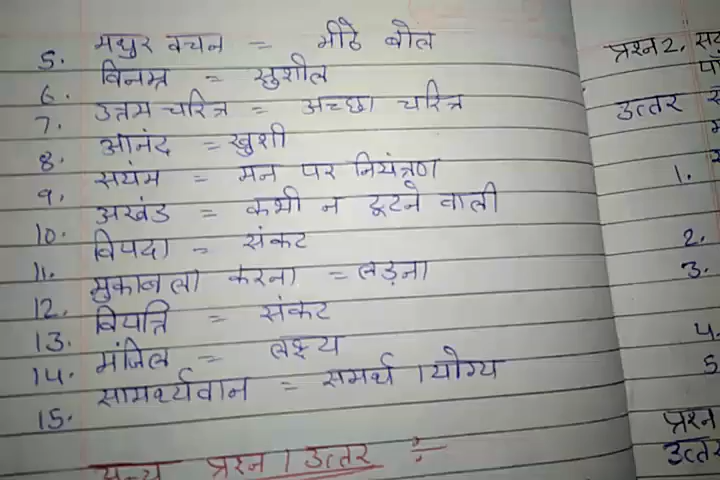 5. मधुर वचन = मीठे बोल
6. विनम्र = सुशील
7. उत्तम चरित्र = अच्छा चरित्र
8. आनंद = खुशी
9. सयंम = मन पर नियंत्रण
10. अखंड = कभी न टूटने वाली
11. विपदा = संकट
12. मुकाबला करना = लड़ना
13. विपत्ति = संकट
14. मंजिल = लक्ष्य
15. सामर्थ्यवान = समर्थ । योग्य
प्रश्न । उत्तर :-
प्रश्न 2.
उत्तर
1.
2.
3.
4.
5.
प्रश्न
उत्तर